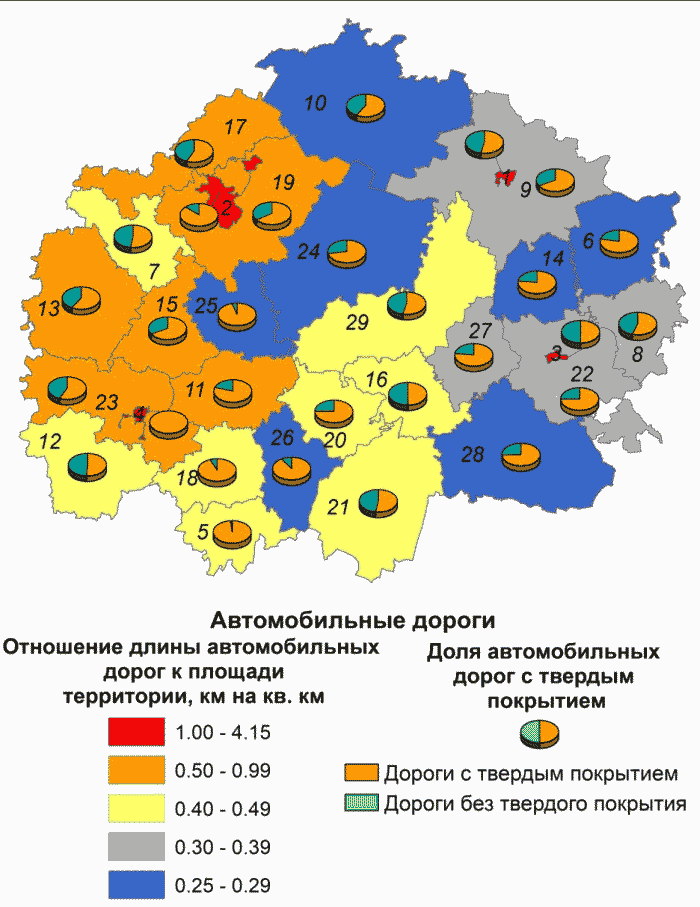 10
17
1
9
19
2
24
6
14
7
13
15
25
29
27
3
8
22
11
16
23
4
12
20
26
28
18
21
5
Автомобильные дороги
Отношение длины автомобильных
дорог к площади
территории, км на кв. км
1.00 - 4.15
0.50 - 0.99
0.40 - 0.49
0.30 - 0.39
0.25 - 0.29
Доля автомобильных
дорог с твердым
покрытием
Дороги с твердым покрытием
Дороги без твердого покрытия